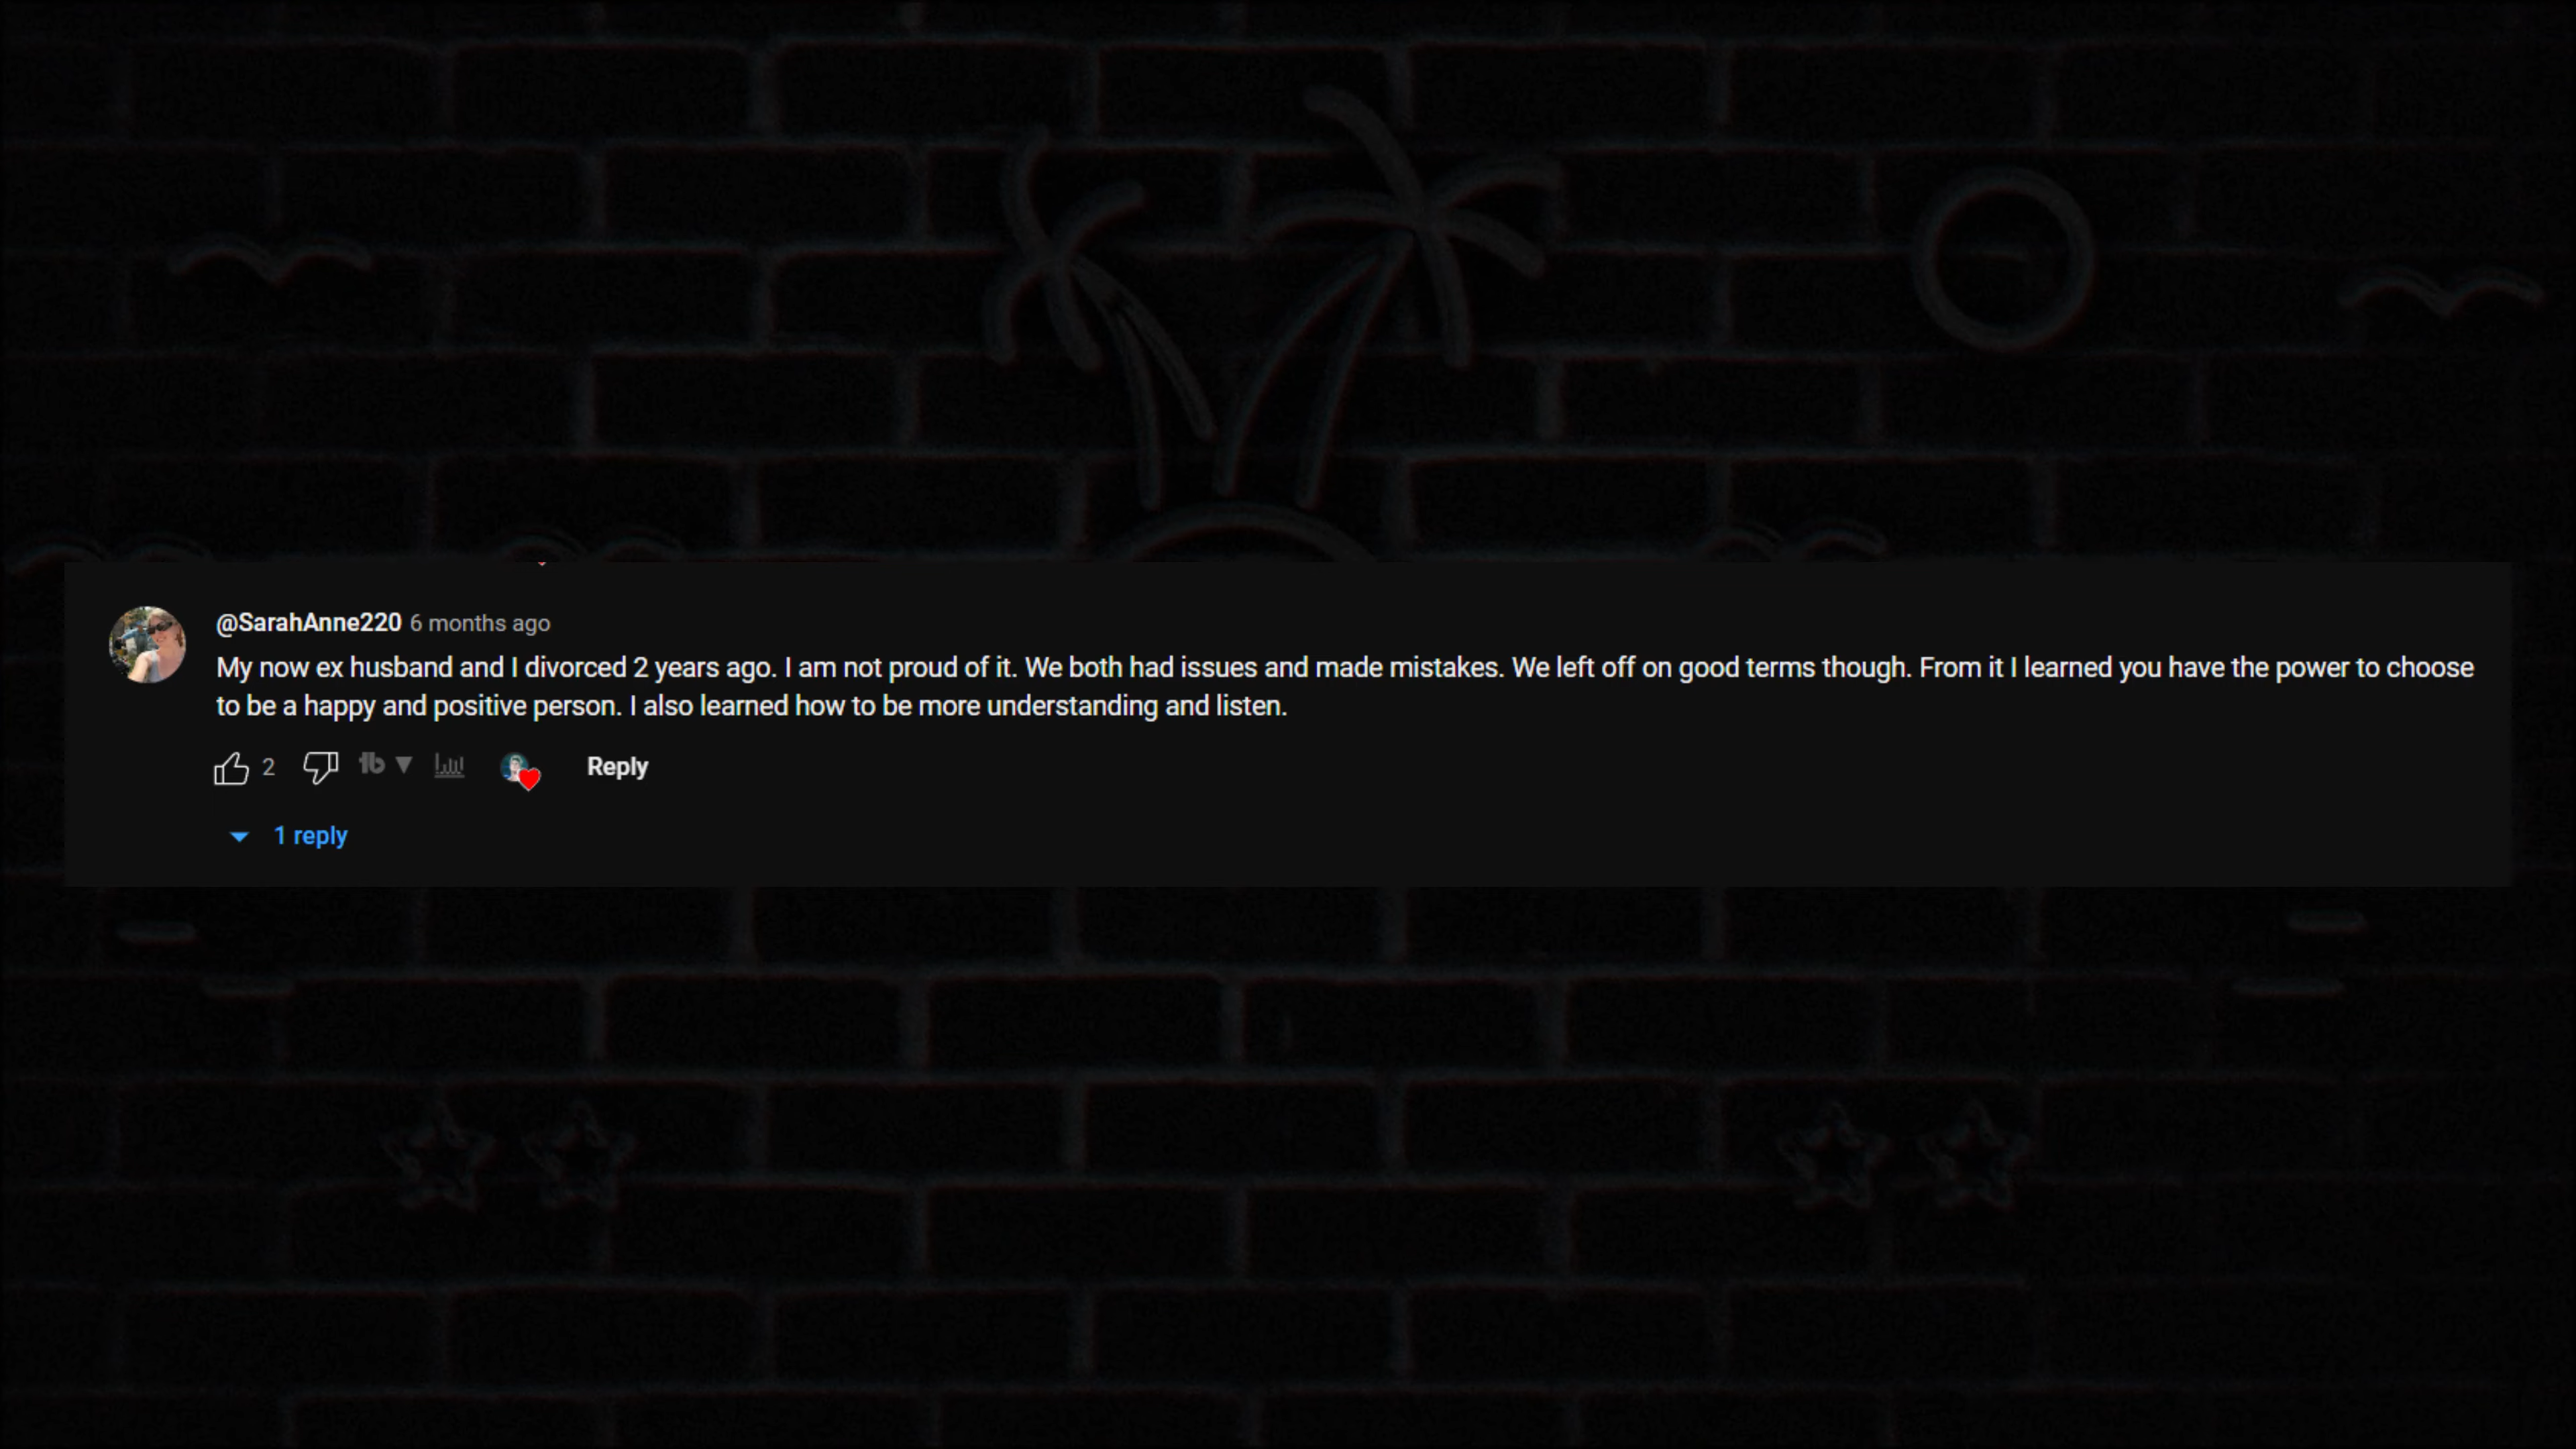 @SarahAnne220 6 months ago
My now ex husband and I divorced 2 years ago. I am not proud of it. We both had issues and made mistakes. We left off on good terms though. From it I learned you have the power to choose
to be a happy and positive person. I also learned how to be more understanding and listen.
2 tb Reply
1 reply